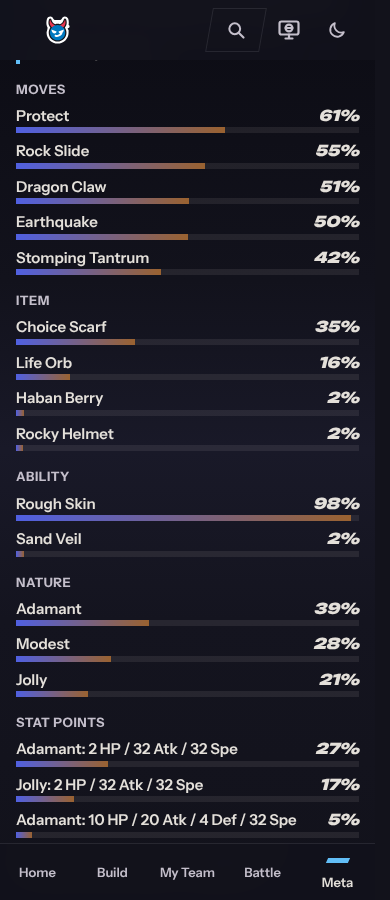 MOVES
Protect 61%
Rock Slide 55%
Dragon Claw 51%
Earthquake 50%
Stomping Tantrum 42%
ITEM
Choice Scarf 35%
Life Orb 16%
Haban Berry 2%
Rocky Helmet 2%
ABILITY
Rough Skin 98%
Sand Veil 2%
NATURE
Adamant 39%
Modest 28%
Jolly 21%
STAT POINTS
Adamant: 2 HP / 32 Atk / 32 Spe 27%
Jolly: 2 HP / 32 Atk / 32 Spe 17%
Adamant: 10 HP / 20 Atk / 4 Def / 32 Spe 5%
Home Build My Team Battle Meta